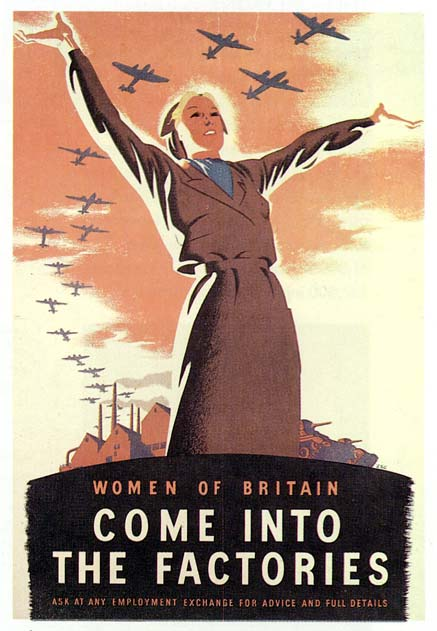 WOMEN OF BRITAIN
COME INTO
THE FACTORIES
ASK AT ANY EMPLOYMENT EXCHANGE FOR ADVICE AND FULL DETAILS